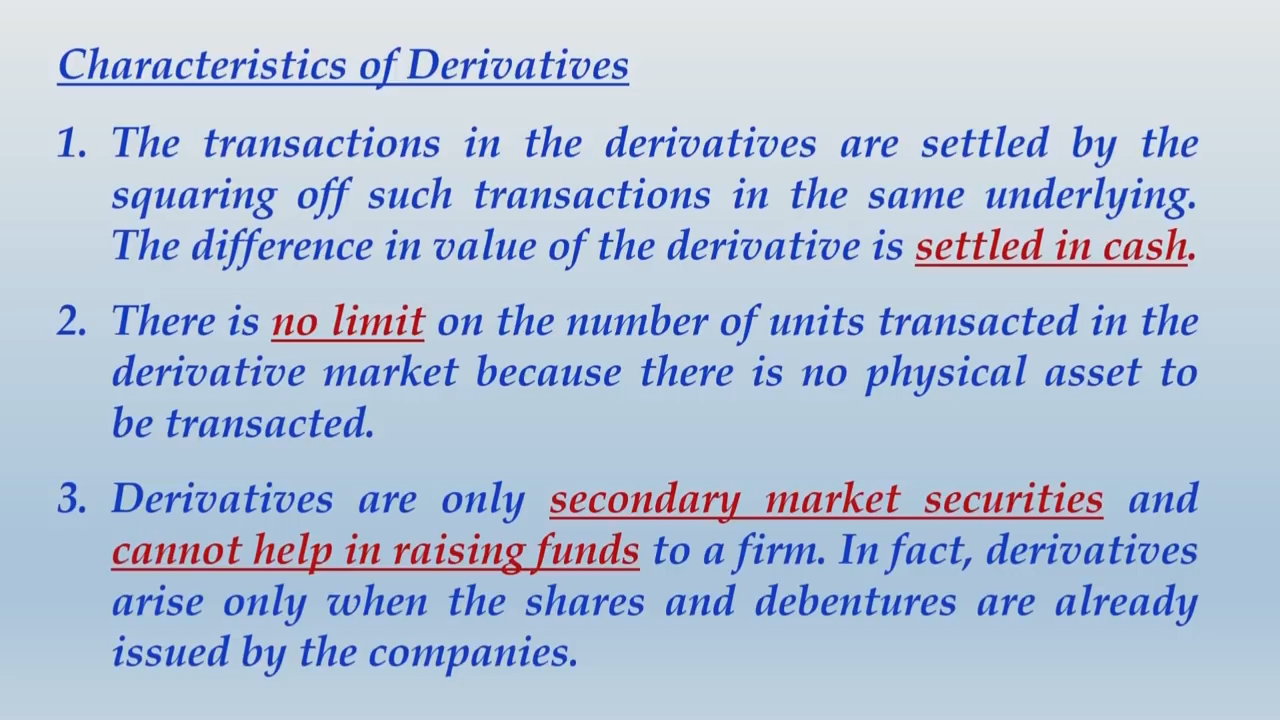 Characteristics of Derivatives
1. The transactions in the derivatives are settled by the
squaring off such transactions in the same underlying.
The difference in value of the derivative is settled in cash.
2. There is no limit on the number of units transacted in the
derivative market because there is no physical asset to
be transacted.
3. Derivatives are only secondary market securities and
cannot help in raising funds to a firm. In fact, derivatives
arise only when the shares and debentures are already
issued by the companies.